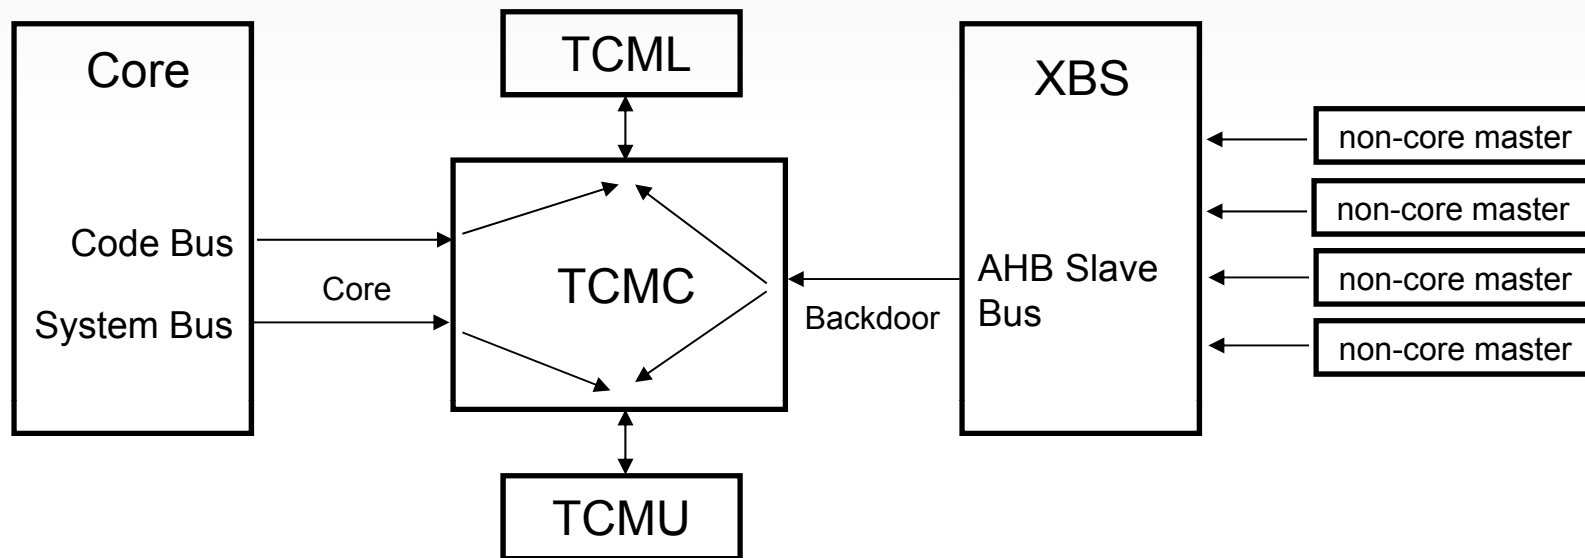 Core
Code Bus
System Bus
Core
TCML
TCMC
TCMU
Backdoor
XBS
AHB Slave
Bus
non-core master
non-core master
non-core master
non-core master